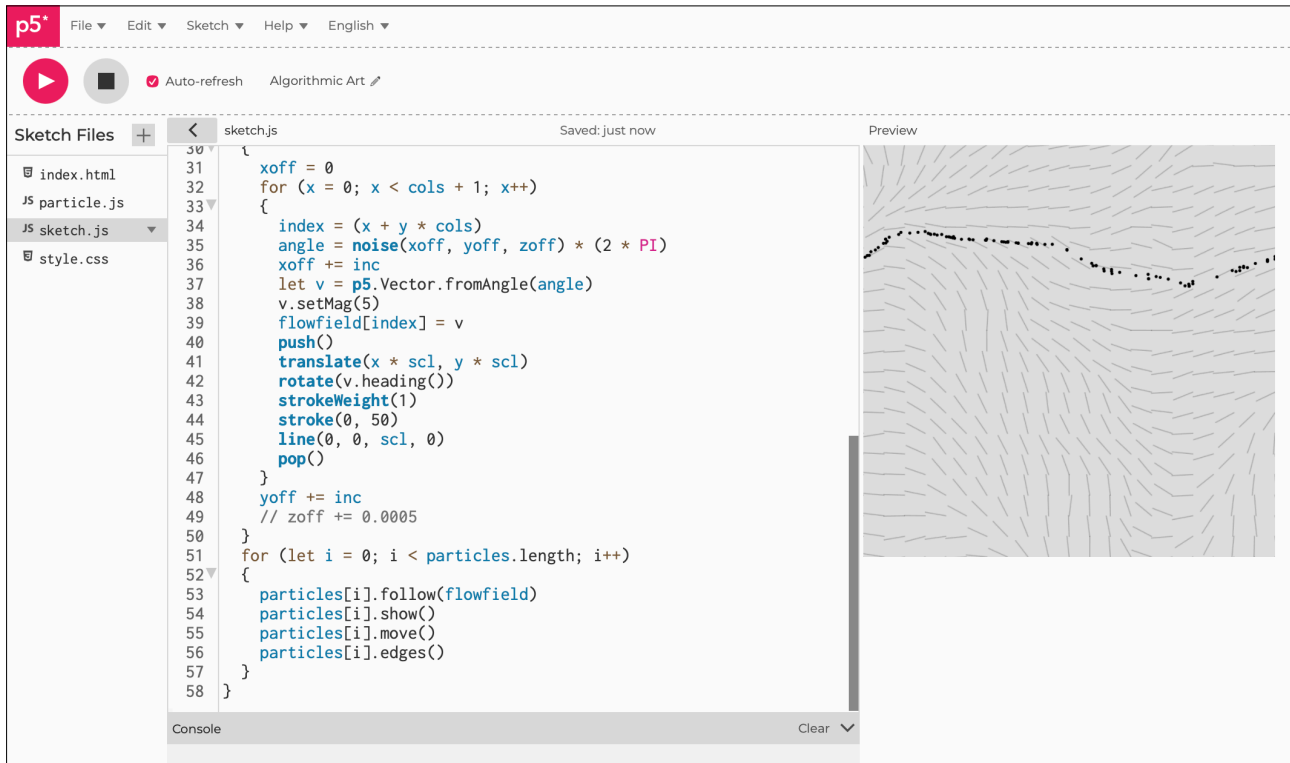 p5* File Edit Sketch Help English
Auto-refresh Algorithmic Art
Sketch Files + sketch.js Saved: just now Preview
index.html
JS particle.js
JS sketch.js
style.css
30 {
31 xoff = 0
32 for (x = 0; x < cols + 1; x++)
33 {
34 index = (x + y * cols)
35 angle = noise(xoff, yoff, zoff) * (2 * PI)
36 xoff += inc
37 let v = p5.Vector.fromAngle(angle)
38 v.setMag(5)
39 flowfield[index] = v
40 push()
41 translate(x * scl, y * scl)
42 rotate(v.heading())
43 strokeWeight(1)
44 stroke(0, 50)
45 line(0, 0, scl, 0)
46 pop()
47 }
48 yoff += inc
49 // zoff += 0.0005
50 }
51 for (let i = 0; i < particles.length; i++)
52 {
53 particles[i].follow(flowfield)
54 particles[i].show()
55 particles[i].move()
56 particles[i].edges()
57 }
58 }
Console Clear